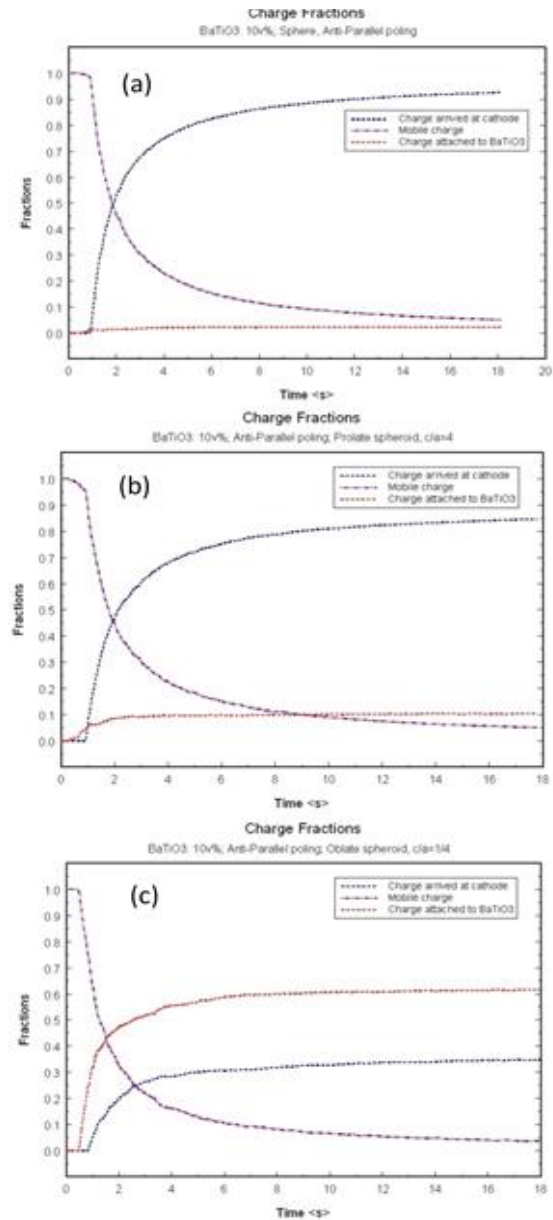 Charge Fractions
BaTiO3: 10v%, Sphere, Anti-Parallel poling
(a)
Charge arrived at cathode
Mobile charge
Charge attached to BaTiO3
1.0
0.9
0.8
0.7
0.6
0.5
0.4
0.3
0.2
0.1
0.0
Fractions
0 2 4 6 8 10 12 14 16 18 20
Time <s>
Charge Fractions
BaTiO3: 10v%, Anti-Parallel poling; Prolate spheroid, c/a=4
(b)
Charge arrived at cathode
Mobile charge
Charge attached to BaTiO3
1.0
0.9
0.8
0.7
0.6
0.5
0.4
0.3
0.2
0.1
0.0
Fractions
0 2 4 6 8 10 12 14 16 18
Time <s>
Charge Fractions
BaTiO3: 10v%, Anti-Parallel poling; Oblate spheroid, c/a=1/4
(c)
Charge arrived at cathode
Mobile charge
Charge attached to BaTiO3
1.0
0.9
0.8
0.7
0.6
0.5
0.4
0.3
0.2
0.1
0.0
Fractions
0 2 4 6 8 10 12 14 16 18
Time <s>